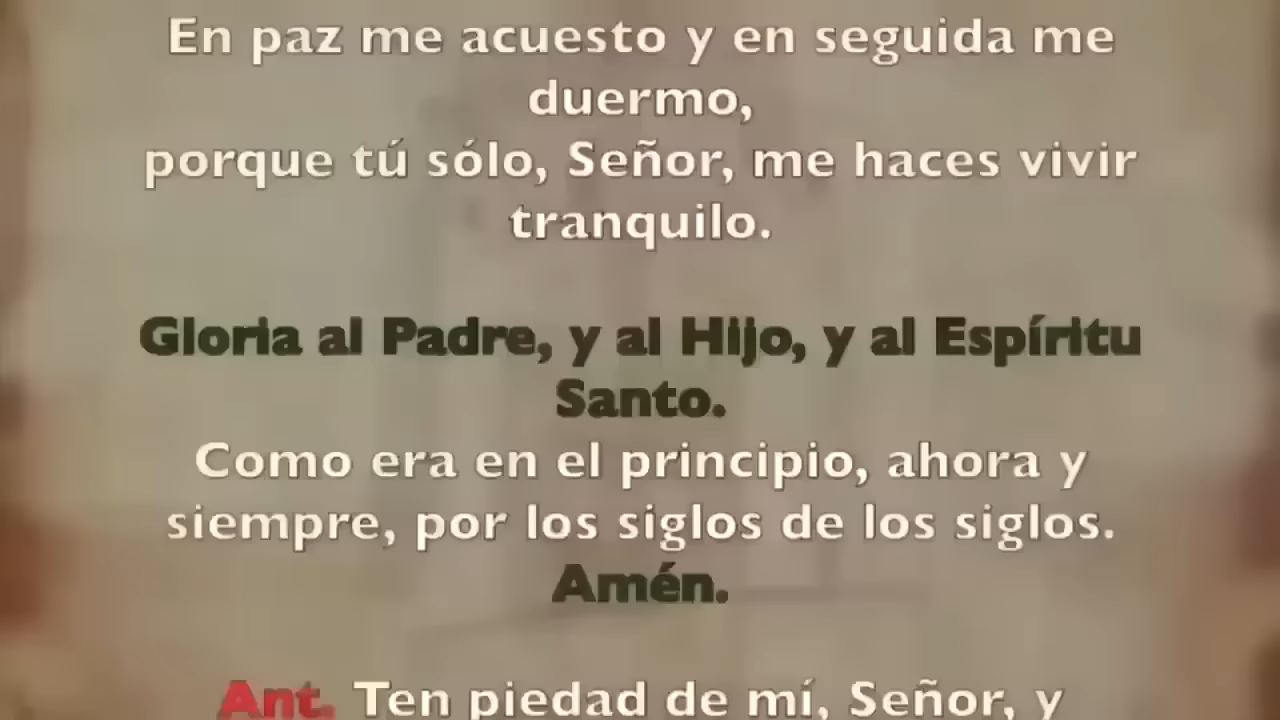 En paz me acuesto y en seguida me
duermo,
porque tú sólo, Señor, me haces vivir
tranquilo.
Gloria al Padre, y al Hijo, y al Espíritu
Santo.
Como era en el principio, ahora y
siempre, por los siglos de los siglos.
Amén.
Ant. Ten piedad de mí, Señor, y